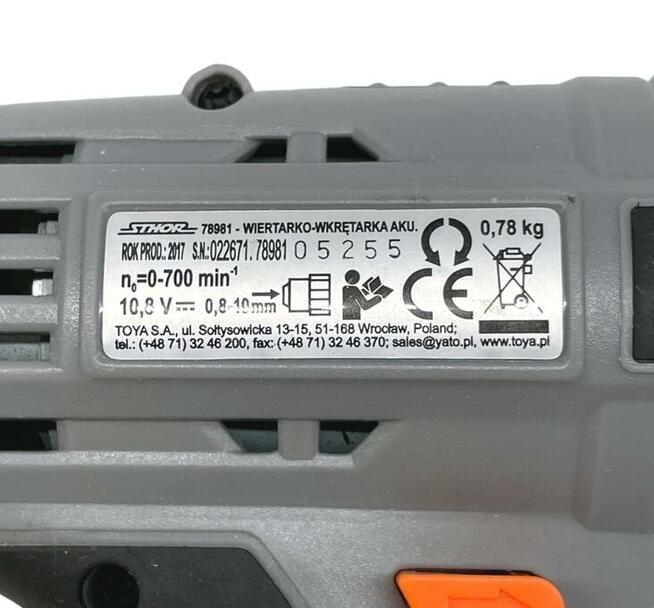 STHOR 78981 - WIERTARKO-WKRĘTARKA AKU. 0,78 kg
ROK PROD.: 2017 S.N.: 022671.78981 05255
n₀=0-700 min⁻¹
10,8 V 0,8-10mm CE
TOYA S.A., ul. Sołtysowicka 13-15, 51-168 Wrocław, Poland;
tel.: (+48 71) 32 46 200, fax: (+48 71) 32 46 370; sales@yato.pl, www.toya.pl